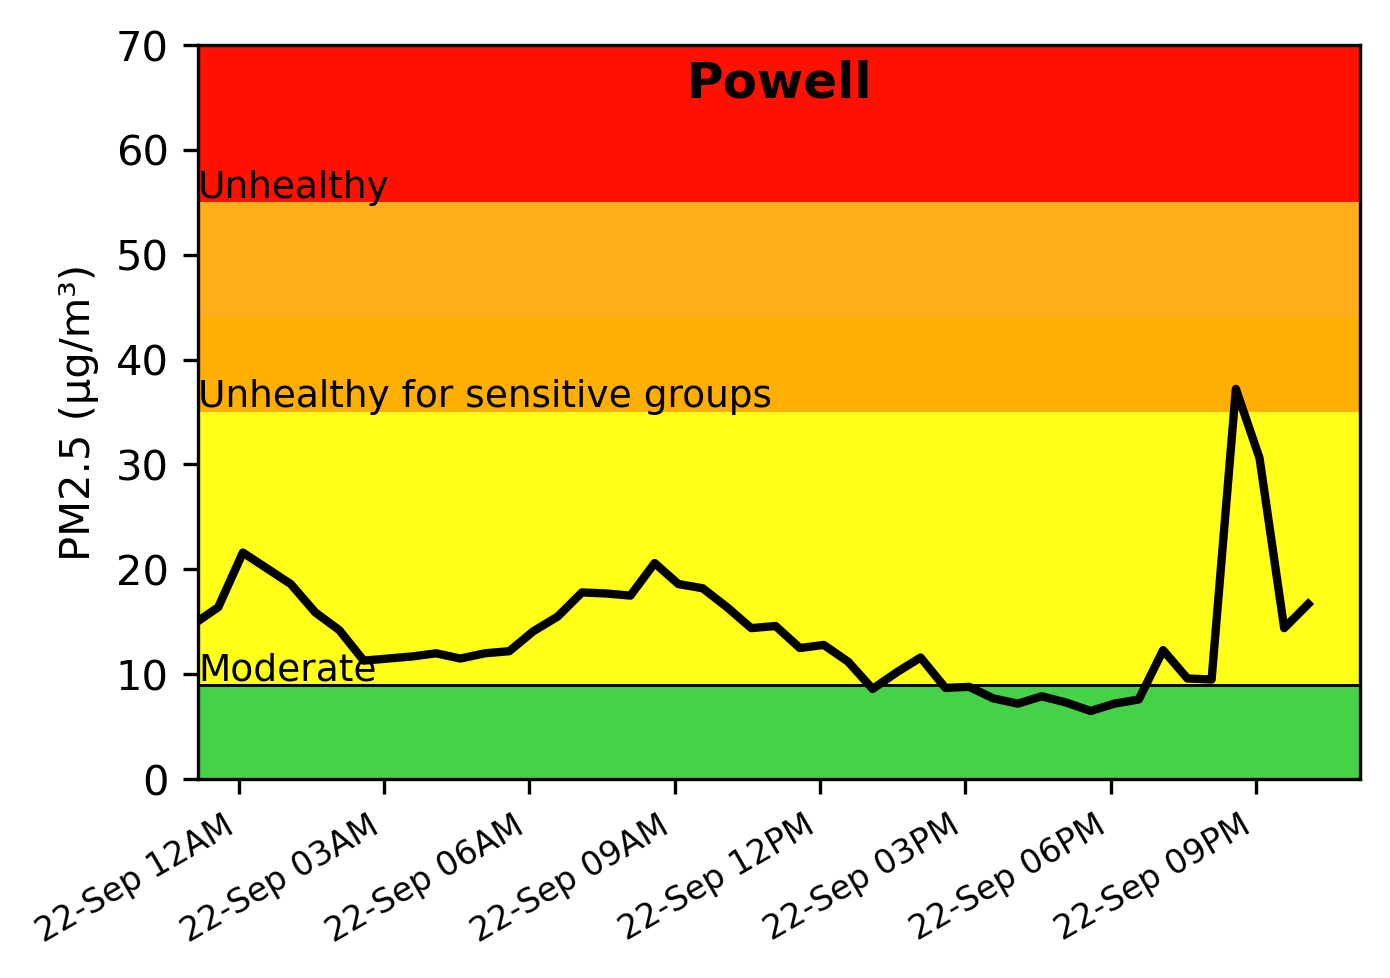 Powell
70
60
50
40
30
20
10
0
PM2.5 (µg/m³)
Unhealthy
Unhealthy for sensitive groups
Moderate
22-Sep 12AM
22-Sep 03AM
22-Sep 06AM
22-Sep 09AM
22-Sep 12PM
22-Sep 03PM
22-Sep 06PM
22-Sep 09PM